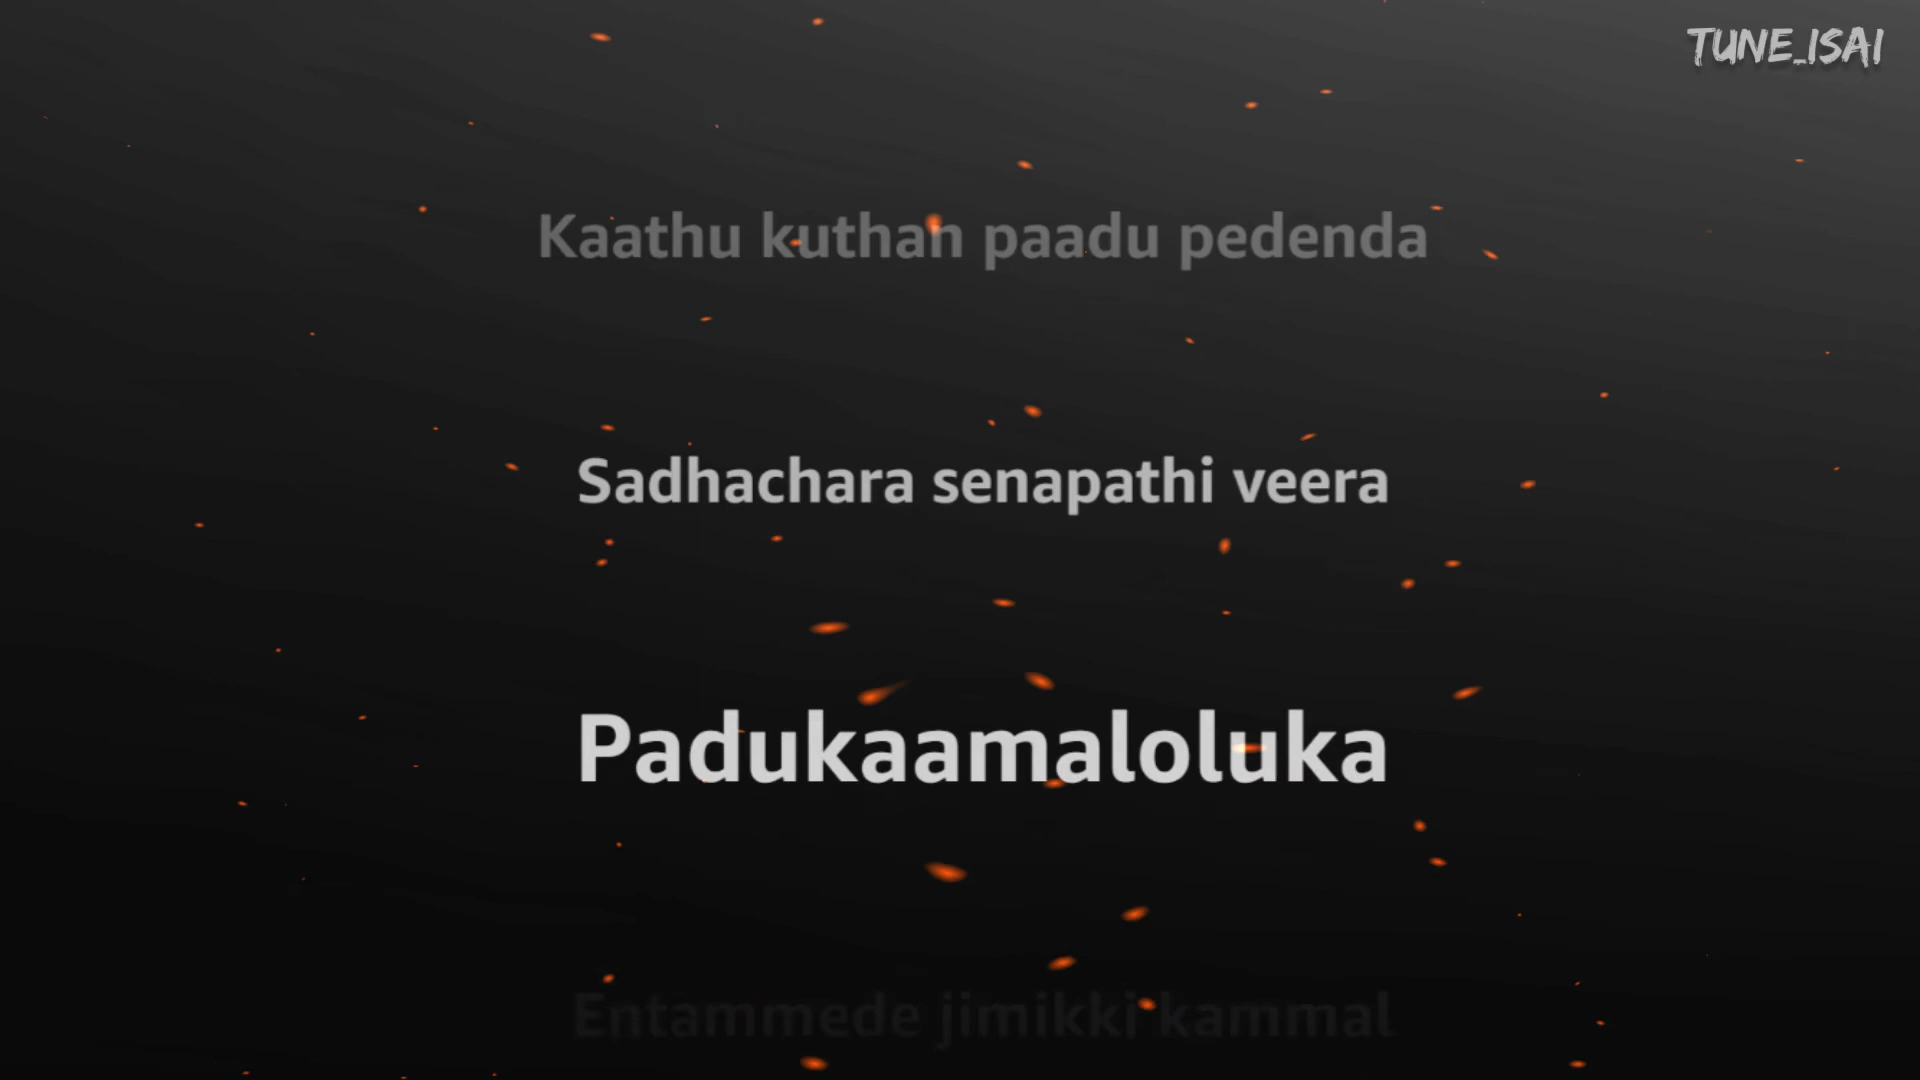 TUNE_ISAI
Kaathu kuthan paadu pedenda
Sadhachara senapathi veera
Padukaamaloluka
Entammede jimikki kammal